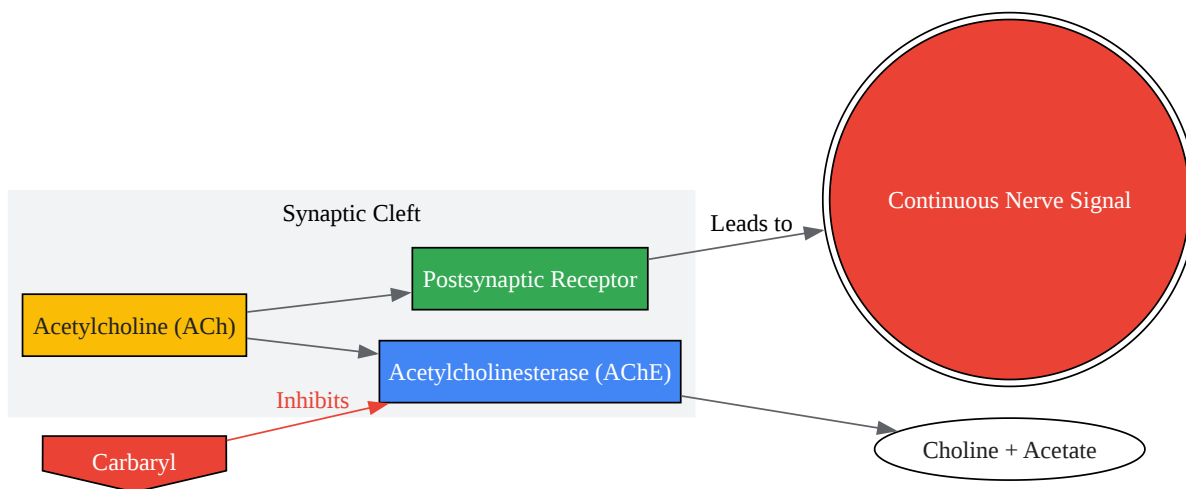 Synaptic Cleft
Acetylcholine (ACh)
Postsynaptic Receptor
Acetylcholinesterase (AChE)
Inhibits
Carbaryl
Leads to
Continuous Nerve Signal
Choline + Acetate